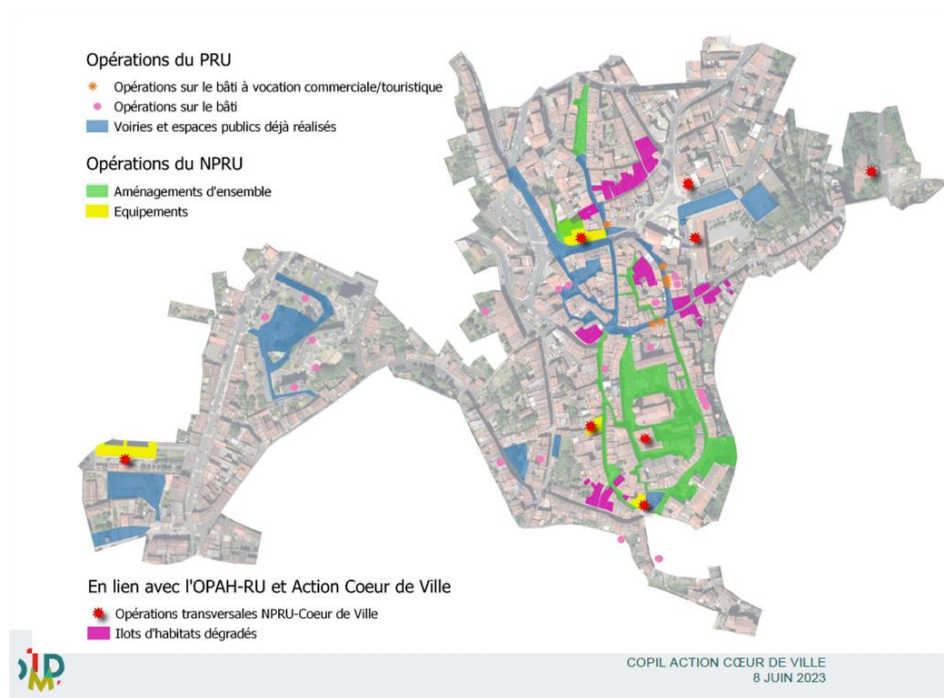 Opérations du PRU
Opérations sur le bâti à vocation commerciale/touristique
Opérations sur le bâti
Voiries et espaces publics déjà réalisés
Opérations du NPRU
Aménagements d'ensemble
Equipements
En lien avec l'OPAH-RU et Action Coeur de Ville
Opérations transversales NPRU-Coeur de Ville
Ilots d'habitats dégradés
COPIL ACTION CŒUR DE VILLE
8 JUIN 2023